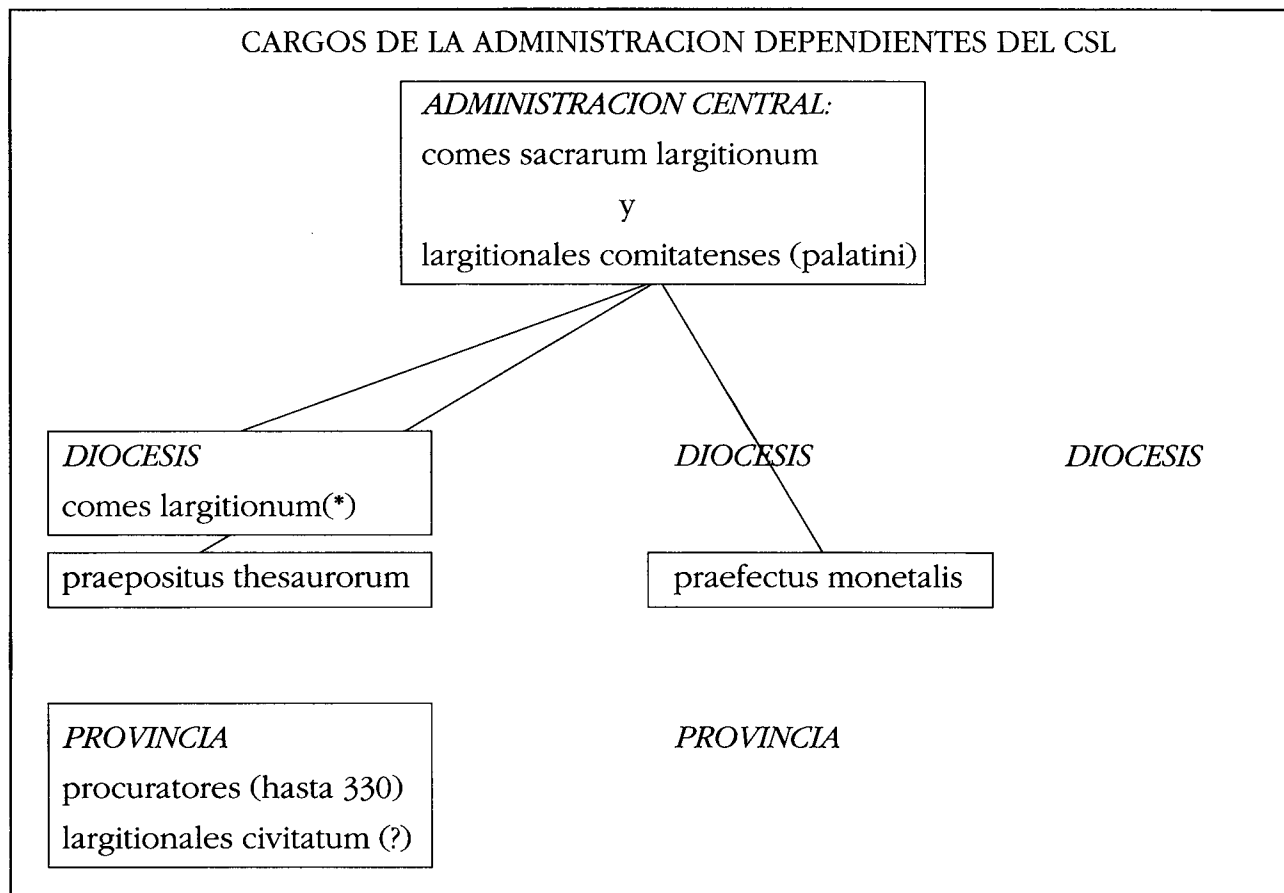 CARGOS DE LA ADMINISTRACION DEPENDIENTES DEL CSL
ADMINISTRACION CENTRAL:
comes sacrarum largitionum
y
largitionales comitatenses (palatini)
DIOCESIS
comes largitionum(*)
praepositus thesaurorum
DIOCESIS
praefectus monetalis
DIOCESIS
PROVINCIA
procuratores (hasta 330)
largitionales civitatum (?)
PROVINCIA